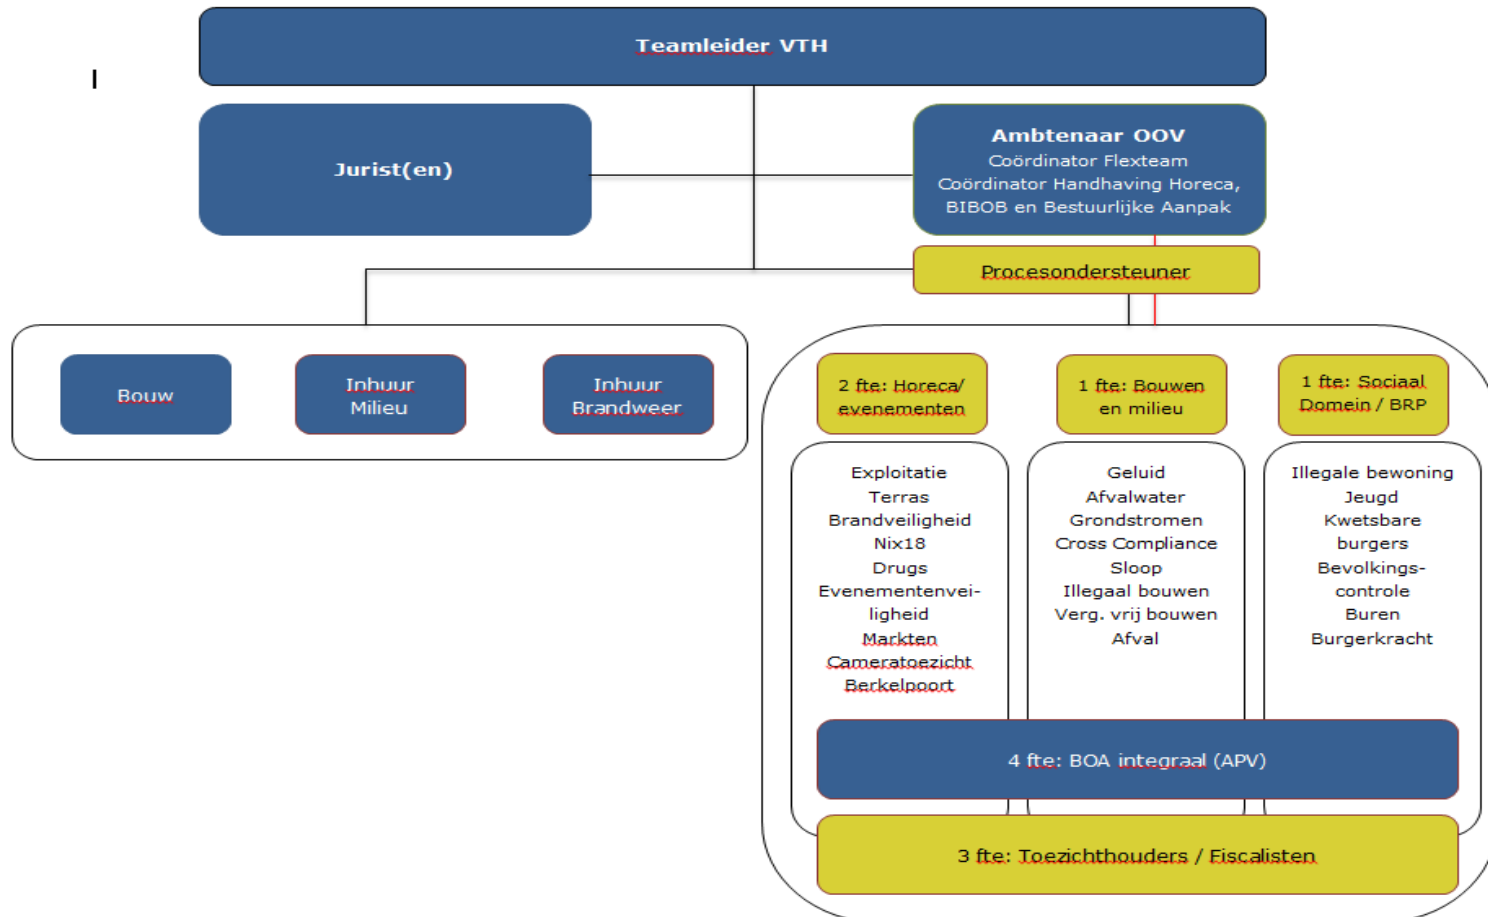 Teamleider VTH
I
Jurist(en)
Ambtenaar OOV
Coördinator Flexteam
Coördinator Handhaving Horeca,
BIBOB en Bestuurlijke Aanpak
Procesondersteuner
Bouw
Inhuur
Milieu
Inhuur
Brandweer
2 fte: Horeca/
evenementen
1 fte: Bouwen
en milieu
1 fte: Sociaal
Domein / BRP
Exploitatie
Terras
Brandveiligheid
Nix18
Drugs
Evenementenvei-
ligheid
Markten
Cameratoezicht
Berkelpoort
Geluid
Afvalwater
Grondstromen
Cross Compliance
Sloop
Illegaal bouwen
Verg. vrij bouwen
Afval
Illegale bewoning
Jeugd
Kwetsbare
burgers
Bevolkings-
controle
Buren
Burgerkracht
4 fte: BOA integraal (APV)
3 fte: Toezichthouders / Fiscalisten